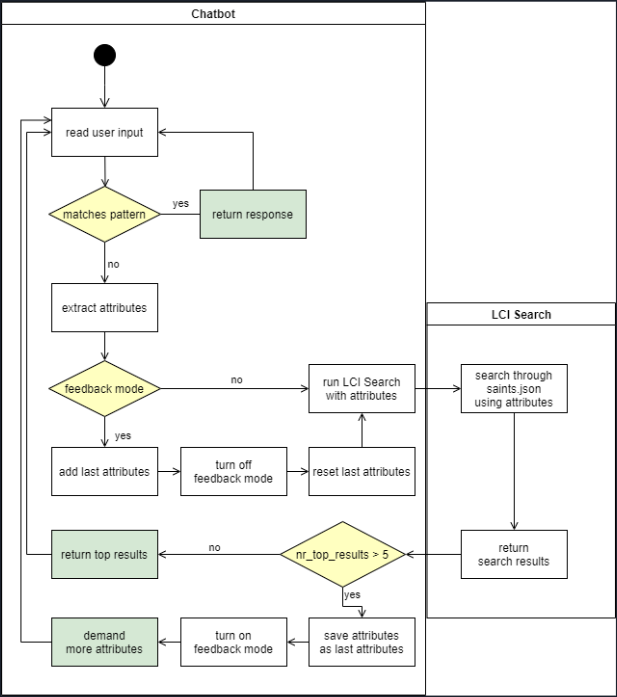 Chatbot
read user input
matches pattern
yes
return response
no
extract attributes
LCI Search
feedback mode
no
run LCI Search
with attributes
search through
saints.json
using attributes
yes
add last attributes
turn off
feedback mode
reset last attributes
return top results
no
nr_top_results > 5
return
search results
yes
demand
more attributes
turn on
feedback mode
save attributes
as last attributes